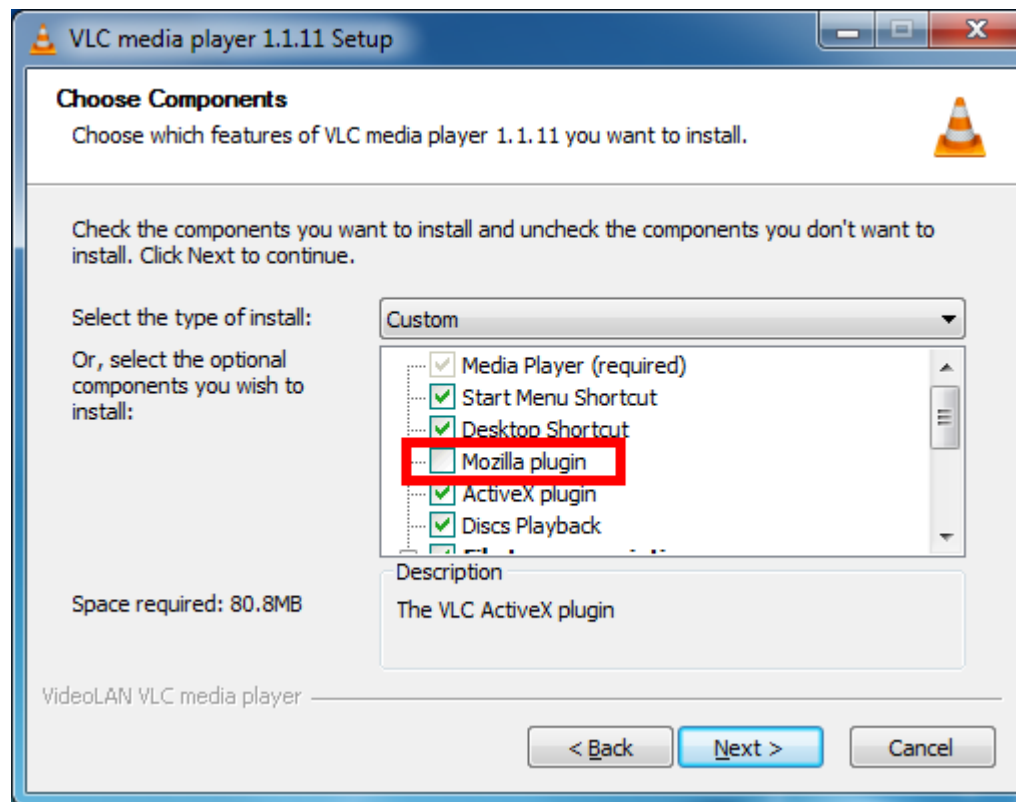 VLC media player 1.1.11 Setup
Choose Components
Choose which features of VLC media player 1.1.11 you want to install.
Check the components you want to install and uncheck the components you don't want to
install. Click Next to continue.
Select the type of install:
Custom
Or, select the optional
components you wish to
install:
Media Player (required)
Start Menu Shortcut
Desktop Shortcut
Mozilla plugin
ActiveX plugin
Discs Playback
Description
The VLC ActiveX plugin
Space required: 80.8MB
VideoLAN VLC media player
< Back
Next >
Cancel